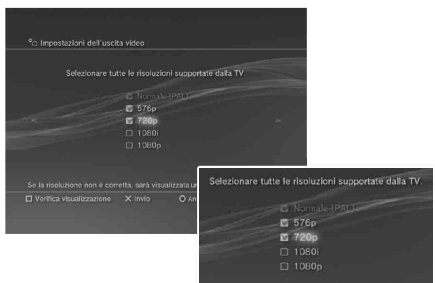 Impostazioni dell'uscita video
Selezionare tutte le risoluzioni supportate dalla TV.
Normale (PAL)
576p
720p
1080i
1080p
Se la risoluzione non è corretta, sarà visualizzata
Verifica visualizzazione X Invio O
Selezionare tutte le risoluzioni supportate dalla TV.
Normale (PAL)
576p
720p
1080i
1080p